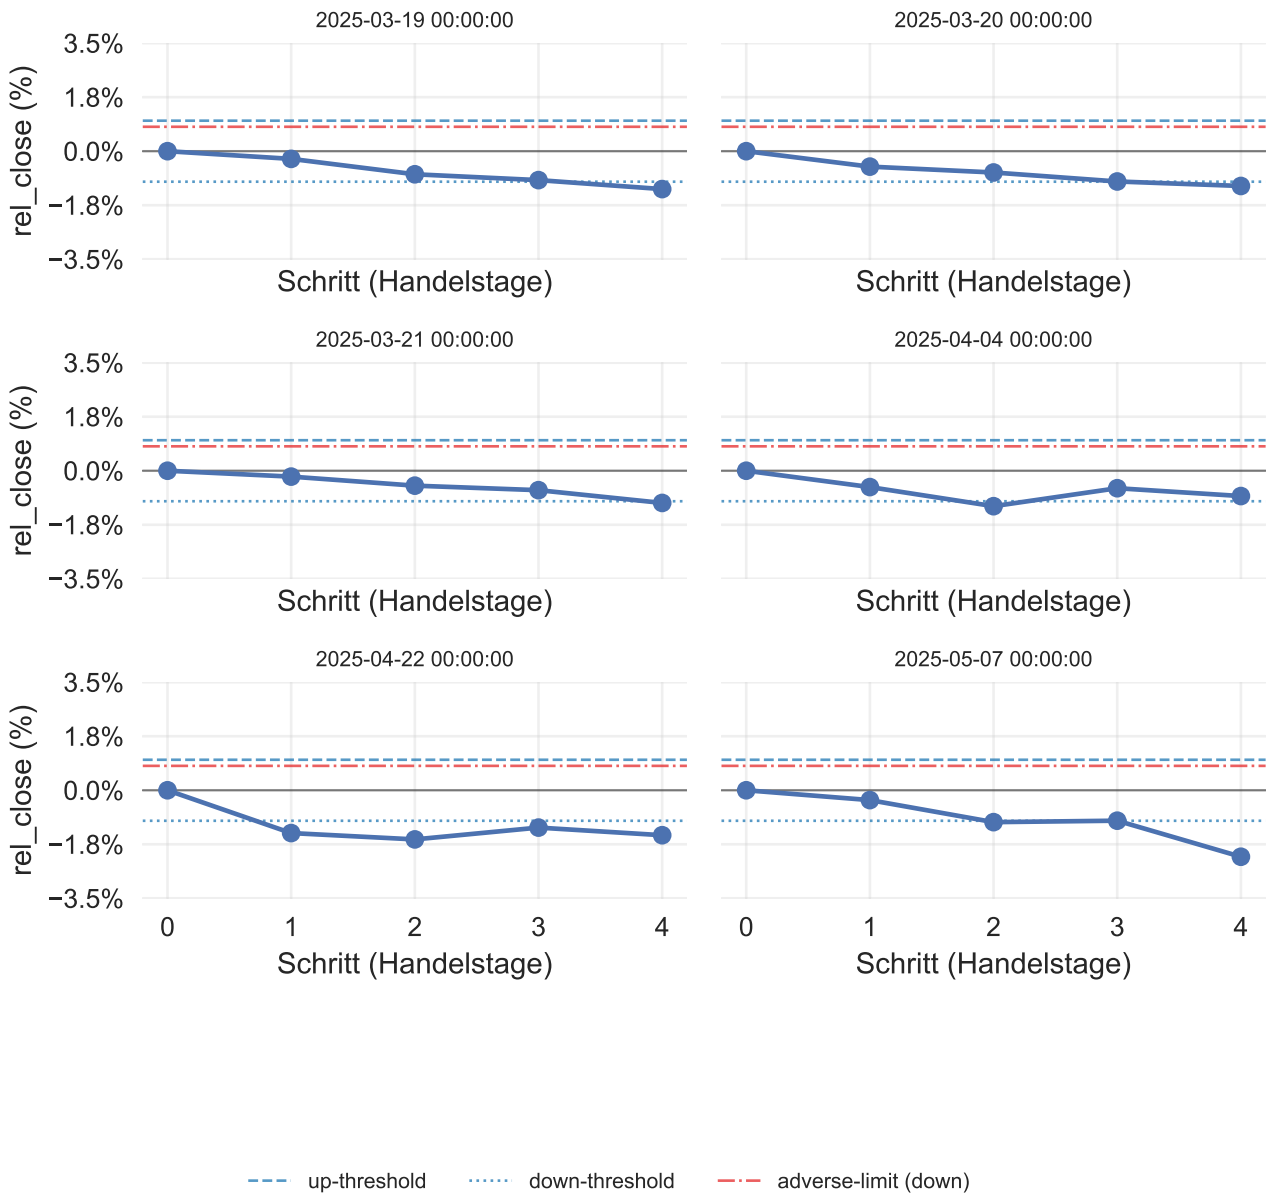 2025-03-19 00:00:00
2025-03-20 00:00:00
3.5%
1.8%
0.0%
−1.8%
−3.5%
rel_close (%)
Schritt (Handelstage)
Schritt (Handelstage)
2025-03-21 00:00:00
2025-04-04 00:00:00
3.5%
1.8%
0.0%
−1.8%
−3.5%
rel_close (%)
Schritt (Handelstage)
Schritt (Handelstage)
2025-04-22 00:00:00
2025-05-07 00:00:00
3.5%
1.8%
0.0%
−1.8%
−3.5%
rel_close (%)
0 1 2 3 4
0 1 2 3 4
Schritt (Handelstage)
Schritt (Handelstage)
up-threshold down-threshold adverse-limit (down)